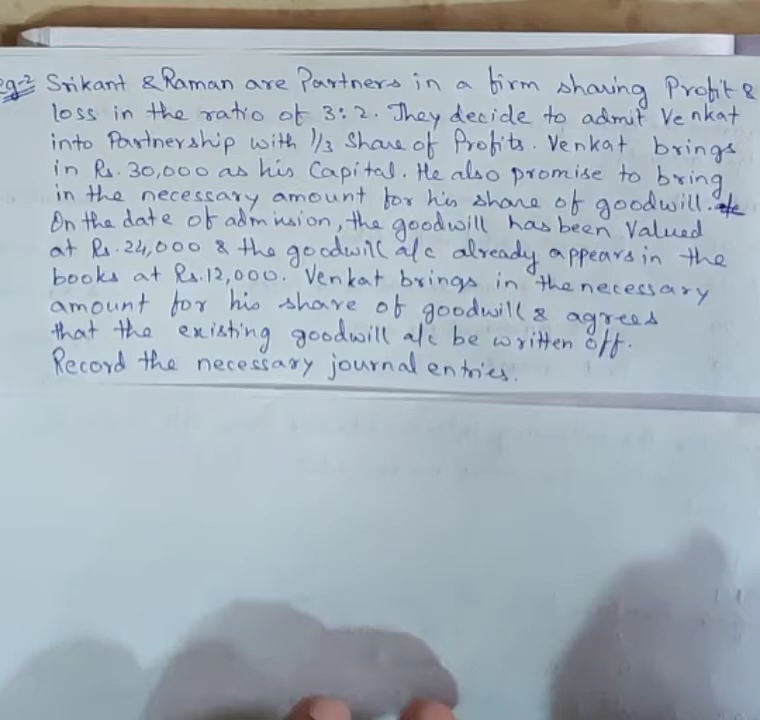 eg-2 Srikant & Raman are Partners in a firm sharing Profit &
loss in the ratio of 3:2. They decide to admit Venkat
into Partnership with 1/3 Share of Profits. Venkat brings
in Rs. 30,000 as his Capital. He also promise to bring
in the necessary amount for his share of goodwill.
On the date of admission, the goodwill has been Valued
at Rs. 24,000 & the goodwill a/c already appears in the
books at Rs. 12,000. Venkat brings in the necessary
amount for his share of goodwill & agrees
that the existing goodwill a/c be written off.
Record the necessary journal entries.